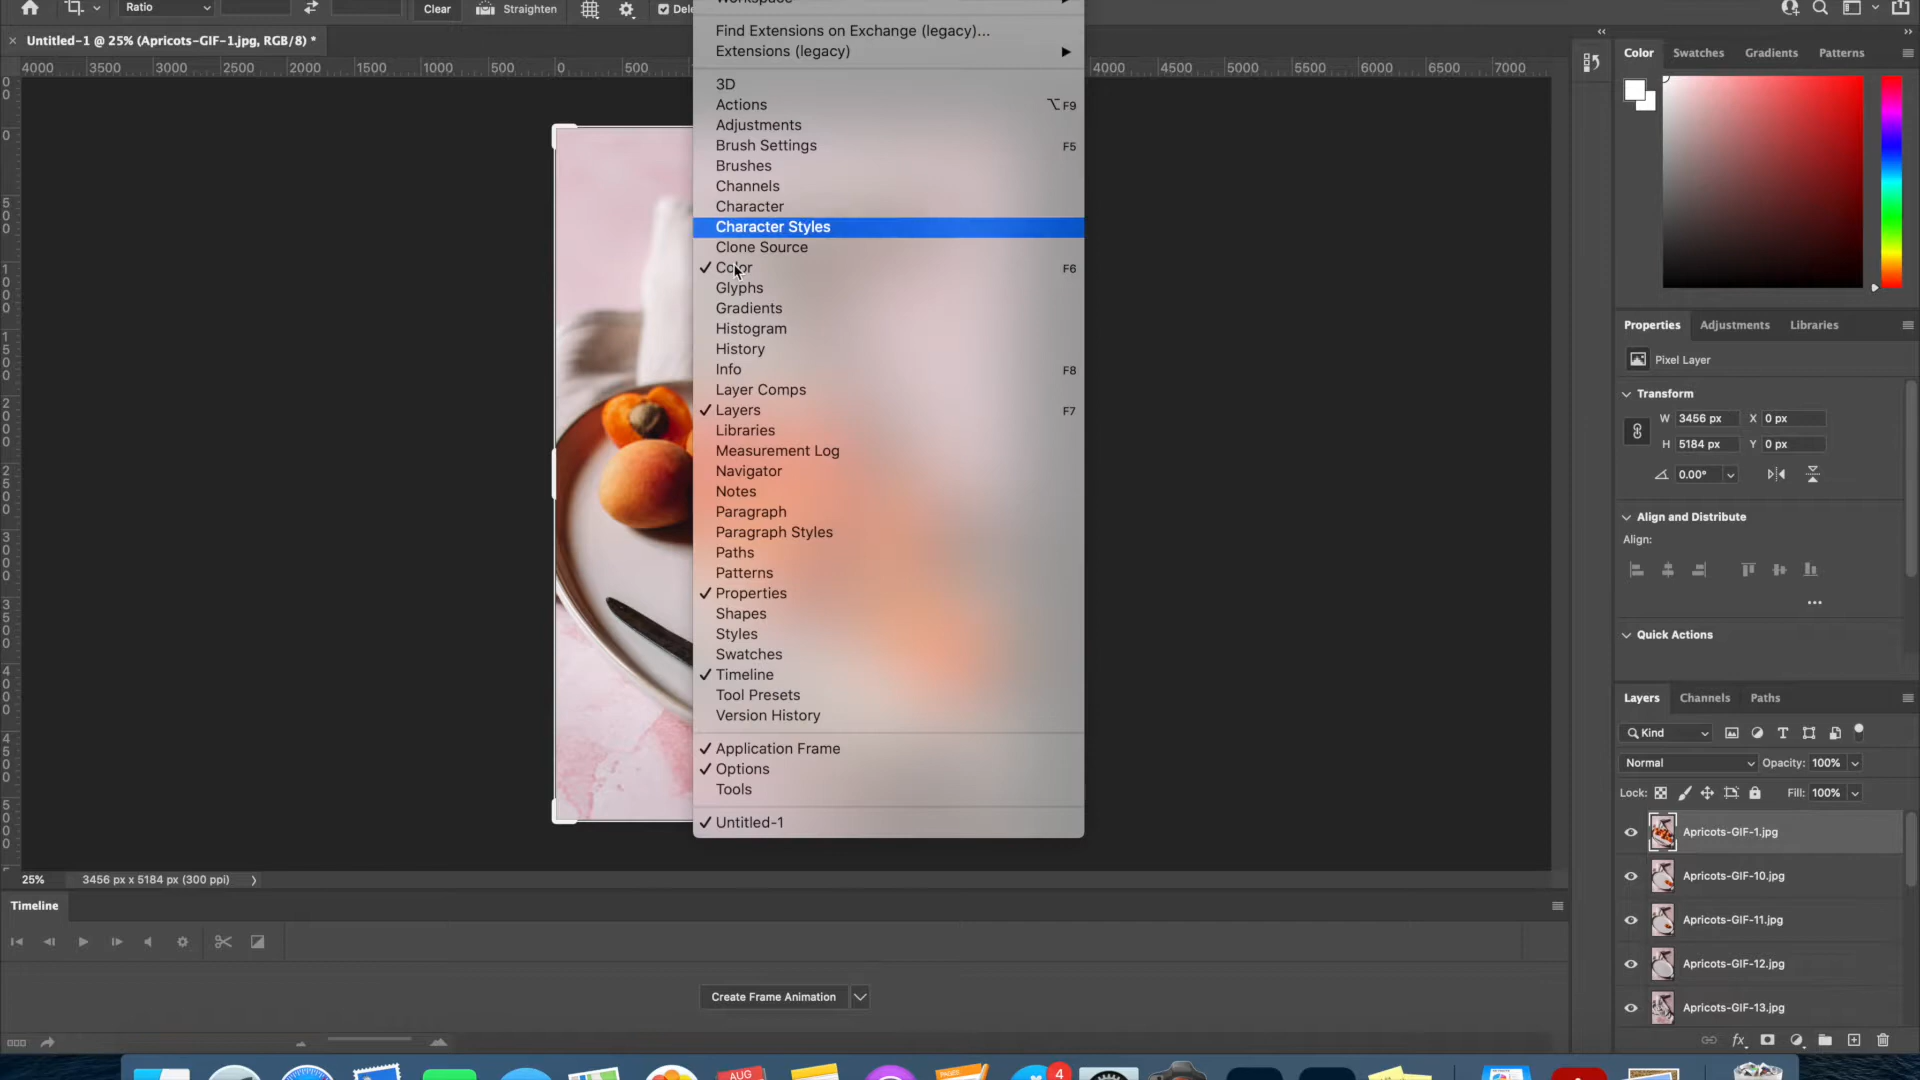 Ratio
Clear
Straighten
Untitled-1 @ 25% (Apricots-GIF-1.jpg, RGB/8) *
4000 3500 3000 2500 2000 1500 1000 500 0 500
4000 4500 5000 5500 6000 6500 7000
Find Extensions on Exchange (legacy)...
Extensions (legacy)
3D
Actions ⌥F9
Adjustments
Brush Settings F5
Brushes
Channels
Character
Character Styles
Clone Source
Color F6
Glyphs
Gradients
Histogram
History
Info F8
Layer Comps
Layers F7
Libraries
Measurement Log
Navigator
Notes
Paragraph
Paragraph Styles
Paths
Patterns
Properties
Shapes
Styles
Swatches
Timeline
Tool Presets
Version History
Application Frame
Options
Tools
Untitled-1
25% 3456 px x 5184 px (300 ppi)
Timeline
Create Frame Animation
Color Swatches Gradients Patterns
Properties Adjustments Libraries
Pixel Layer
Transform
W 3456 px X 0 px
H 5184 px Y 0 px
0.00°
Align and Distribute
Align:
Quick Actions
Layers Channels Paths
Kind
Normal Opacity: 100%
Lock: Fill: 100%
Apricots-GIF-1.jpg
Apricots-GIF-10.jpg
Apricots-GIF-11.jpg
Apricots-GIF-12.jpg
Apricots-GIF-13.jpg
fx
AUG
PAGES
4